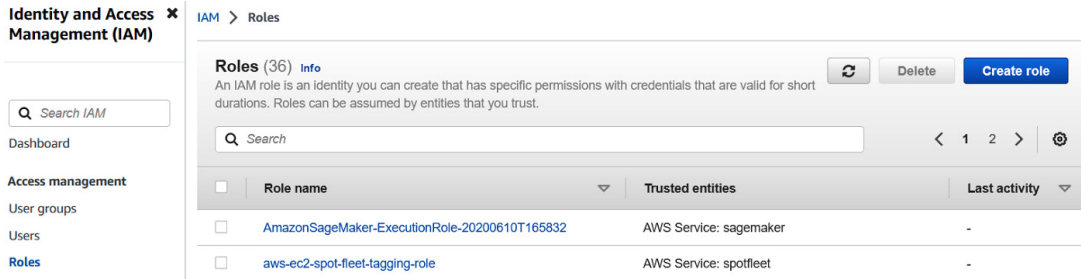 Identity and Access
Management (IAM)
Search IAM
Dashboard
Access management
User groups
Users
Roles
IAM > Roles
Roles (36) Info
An IAM role is an identity you can create that has specific permissions with credentials that are valid for short
durations. Roles can be assumed by entities that you trust.
Delete
Create role
Search
1 2
Role name Trusted entities Last activity
AmazonSageMaker-ExecutionRole-20200610T165832 AWS Service: sagemaker -
aws-ec2-spot-fleet-tagging-role AWS Service: spotfleet -